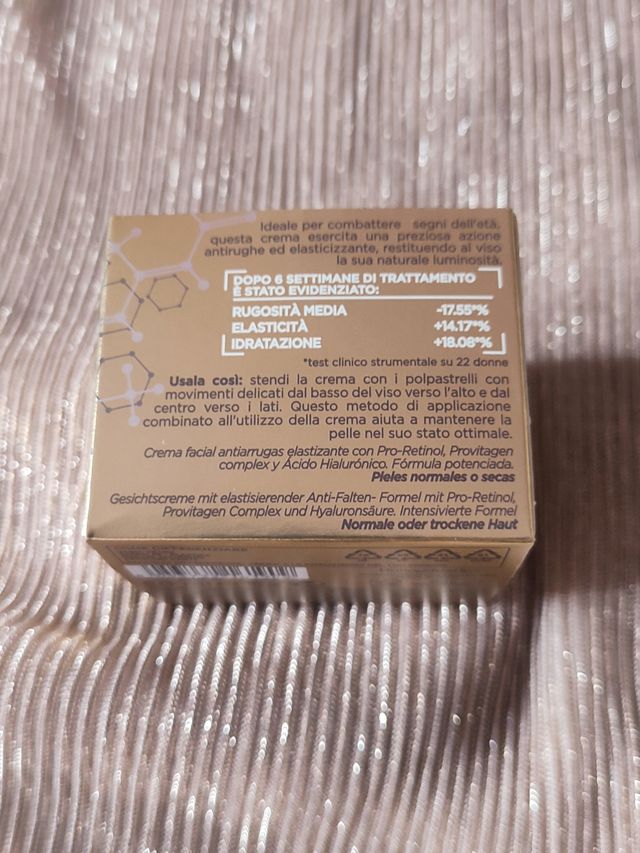 Ideale per combattere segni dell'età,
questa crema esercita una preziosa azione
antirughe ed elasticizzante, restituendo al viso
la sua naturale luminosità.
DOPO 6 SETTIMANE DI TRATTAMENTO
È STATO EVIDENZIATO:
RUGOSITÀ MEDIA -17.55*%
ELASTICITÀ +14.17*%
IDRATAZIONE +18.08*%
*test clinico strumentale su 22 donne
Usala così: stendi la crema con i polpastrelli con
movimenti delicati dal basso del viso verso l'alto e dal
centro verso i lati. Questo metodo di applicazione
combinato all'utilizzo della crema aiuta a mantenere la
pelle nel suo stato ottimale.
Crema facial antiarrugas elastizante con Pro-Retinol, Provitagen
complex y Ácido Hialurónico. Fórmula potenciada.
Pieles normales o secas
Gesichtscreme mit elastisierender Anti-Falten- Formel mit Pro-Retinol,
Provitagen Complex und Hyaluronsäure. Intensivierte Formel
Normale oder trockene Haut